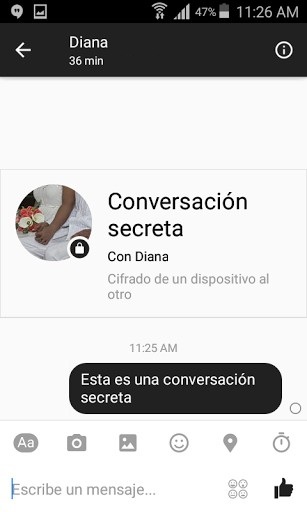 47% 11:26 AM
Diana
36 min
Conversación
secreta
Con Diana
Cifrado de un dispositivo al
otro
11:25 AM
Esta es una conversación
secreta
Aa
Escribe un mensaje...